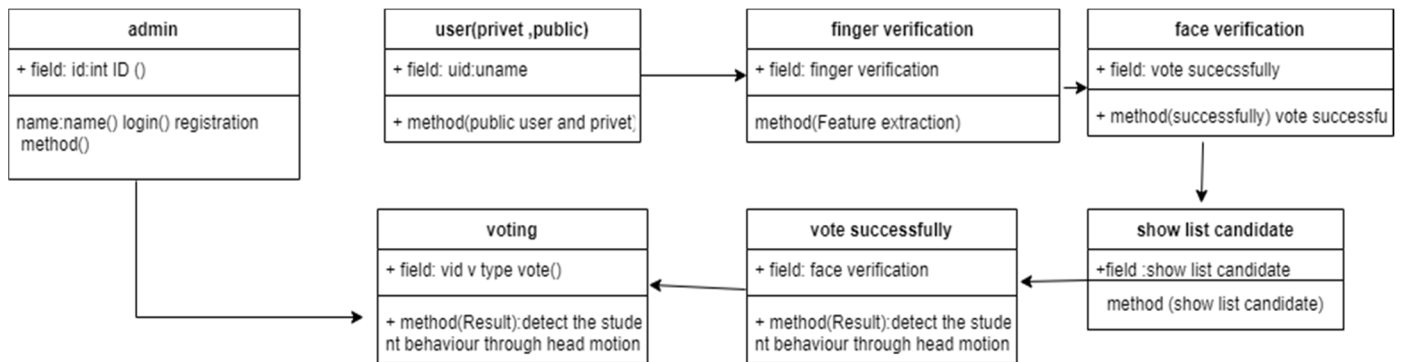 admin
+ field: id:int ID ()
name:name() login() registration
method()
user(privet ,public)
+ field: uid:uname
+ method(public user and privet)
finger verification
+ field: finger verification
method(Feature extraction)
face verification
+ field: vote sucecssfully
+ method(successfully) vote successfu
voting
+ field: vid v type vote()
+ method(Result):detect the stude
nt behaviour through head motion
vote successfully
+ field: face verification
+ method(Result):detect the stude
nt behaviour through head motion
show list candidate
+field :show list candidate
method (show list candidate)